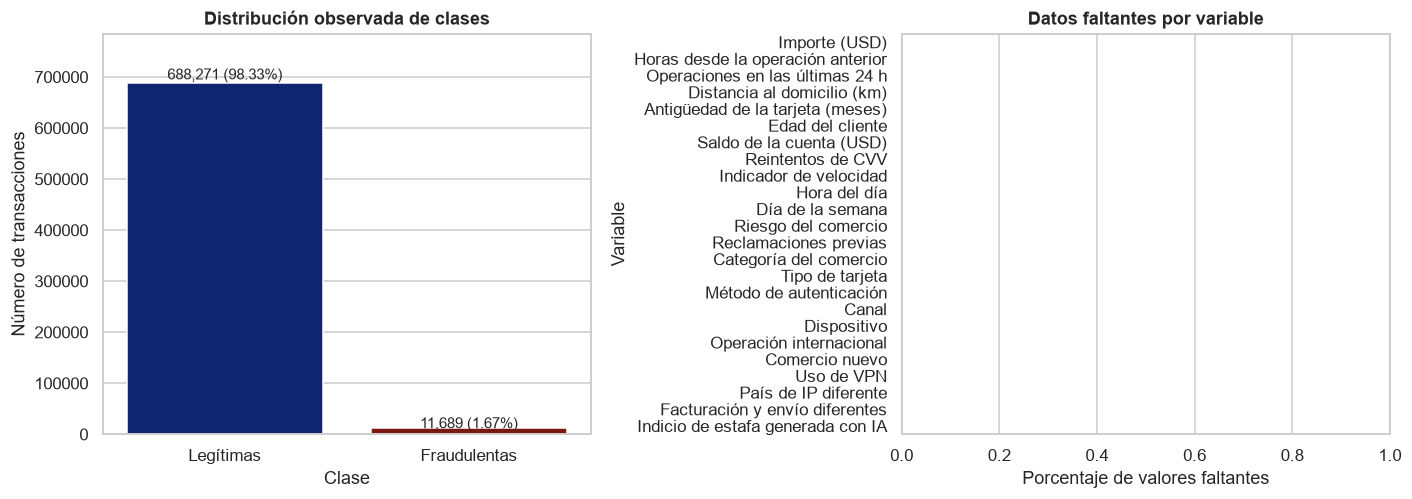 Distribución observada de clases
700000
600000
500000
400000
300000
200000
100000
0
Número de transacciones
688,271 (98.33%)
11,689 (1.67%)
Legítimas
Fraudulentas
Clase
Datos faltantes por variable
Variable
Importe (USD)
Horas desde la operación anterior
Operaciones en las últimas 24 h
Distancia al domicilio (km)
Antigüedad de la tarjeta (meses)
Edad del cliente
Saldo de la cuenta (USD)
Reintentos de CVV
Indicador de velocidad
Hora del día
Día de la semana
Riesgo del comercio
Reclamaciones previas
Categoría del comercio
Tipo de tarjeta
Método de autenticación
Canal
Dispositivo
Operación internacional
Comercio nuevo
Uso de VPN
País de IP diferente
Facturación y envío diferentes
Indicio de estafa generada con IA
0.0 0.2 0.4 0.6 0.8 1.0
Porcentaje de valores faltantes